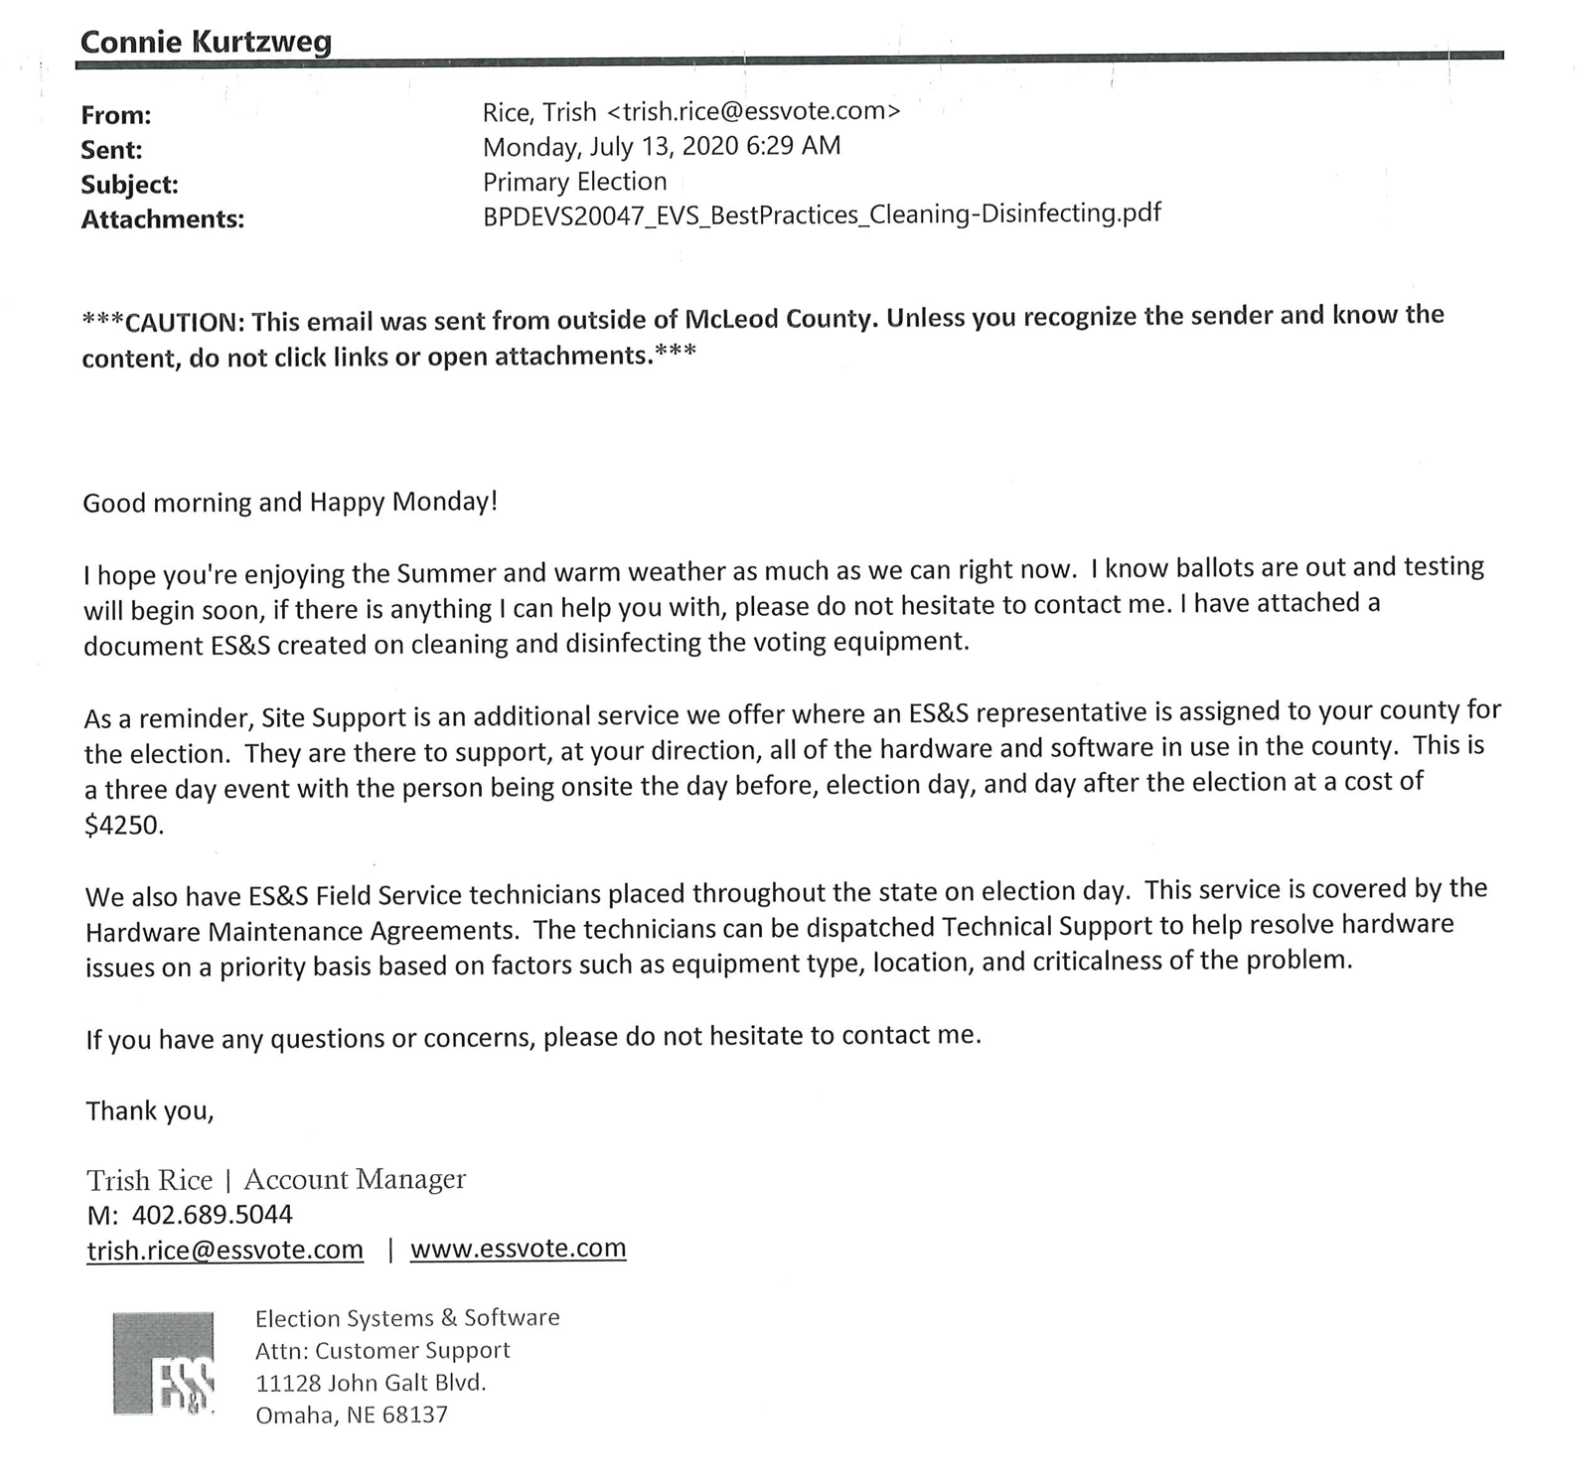 Connie Kurtzweg
From: Rice, Trish <trish.rice@essvote.com>
Sent: Monday, July 13, 2020 6:29 AM
Subject: Primary Election
Attachments: BPDEVS20047_EVS_BestPractices_Cleaning-Disinfecting.pdf
***CAUTION: This email was sent from outside of McLeod County. Unless you recognize the sender and know the
content, do not click links or open attachments.***
Good morning and Happy Monday!
I hope you're enjoying the Summer and warm weather as much as we can right now.  I know ballots are out and testing
will begin soon, if there is anything I can help you with, please do not hesitate to contact me. I have attached a
document ES&S created on cleaning and disinfecting the voting equipment.
As a reminder, Site Support is an additional service we offer where an ES&S representative is assigned to your county for
the election.  They are there to support, at your direction, all of the hardware and software in use in the county.  This is
a three day event with the person being onsite the day before, election day, and day after the election at a cost of
$4250.
We also have ES&S Field Service technicians placed throughout the state on election day.  This service is covered by the
Hardware Maintenance Agreements.  The technicians can be dispatched Technical Support to help resolve hardware
issues on a priority basis based on factors such as equipment type, location, and criticalness of the problem.
If you have any questions or concerns, please do not hesitate to contact me.
Thank you,
Trish Rice | Account Manager
M:  402.689.5044
trish.rice@essvote.com | www.essvote.com
ES&S.
Election Systems & Software
Attn: Customer Support
11128 John Galt Blvd.
Omaha, NE 68137